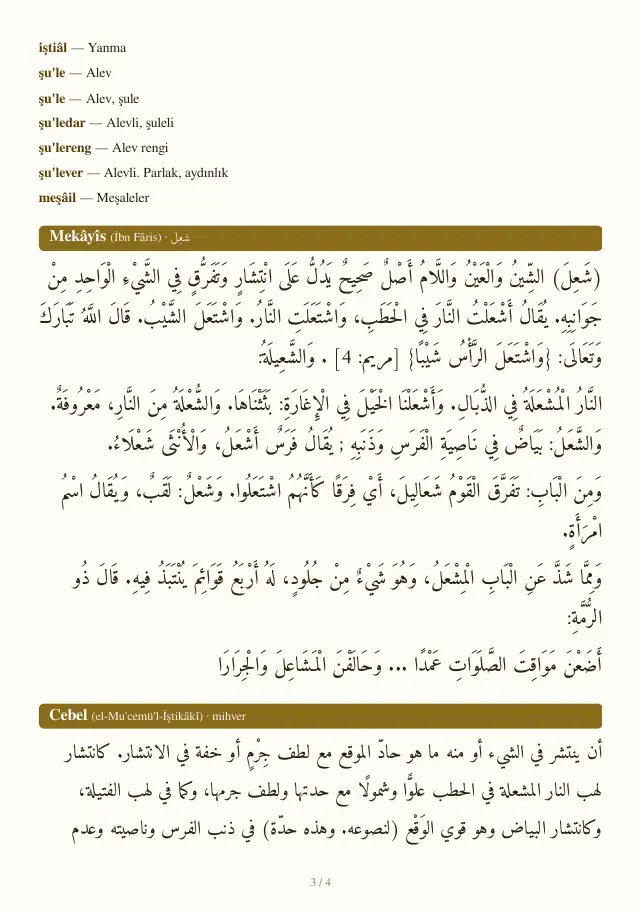 iştiâl — Yanma
şu'le — Alev
şu'le — Alev, şule
şu'ledar — Alevli, şuleli
şu'lereng — Alev rengi
şu'lever — Alevli. Parlak, aydınlık
meşâil — Meşaleler
Mekâyîs (İbn Fâris) · شعل
(شَعِلَ) الشِّينُ وَالْعَيْنُ وَاللَّامُ أَصْلٌ صَحِيحٌ يَدُلُّ عَلَى انْتِشَارٍ وَتَفَرُّقٍ فِي الشَّيْءِ الْوَاحِدِ مِنْ
جَوَانِبِهِ. يُقَالُ أَشْعَلْتُ النَّارَ فِي الْحَطَبِ، وَاشْتَعَلَتِ النَّارُ. وَاشْتَعَلَ الشَّيْبُ. قَالَ اللَّهُ تَبَارَكَ
وَتَعَالَى: {وَاشْتَعَلَ الرَّأْسُ شَيْبًا} [مريم: 4] . وَالشَّعِيلَةُ:
النَّارُ الْمُشْعَلَةُ فِي الذُّبَالِ. وَأَشْعَلْنَا الْخَيْلَ فِي الْإِغَارَةِ: بَثَثْنَاهَا. وَالشُّعْلَةُ مِنَ النَّارِ، مَعْرُوفَةٌ.
وَالشَّعَلُ: بَيَاضٌ فِي نَاصِيَةِ الْفَرَسِ وَذَنَبِهِ ; يُقَالُ فَرَسٌ أَشْعَلُ، وَالْأُنْثَى شَعْلَاءُ.
وَمِنَ الْبَابِ: تَفَرَّقَ الْقَوْمُ شَعَالِيلَ، أَيْ فِرَقًا كَأَنَّهُمُ اشْتَعَلُوا. وَشَعْلٌ: لَقَبٌ، وَيُقَالُ اسْمُ
امْرَأَةٍ.
وَمِمَّا شَذَّ عَنِ الْبَابِ الْمِشْعَلُ، وَهُوَ شَيْءٌ مِنْ جُلُودٍ، لَهُ أَرْبَعُ قَوَائِمَ يُنْتَبَذُ فِيهِ. قَالَ ذُو
الرُّمَّةِ:
أَضَعْنَ مَوَاقِتَ الصَّلَوَاتِ عَمْدًا ... وَحَالَفْنَ الْمَشَاعِلَ وَالْجِرَارَا
Cebel (el-Mu'cemü'l-İştikâkî) · mihver
أن ينتشر في الشيء أو منه ما هو حادّ الموقع مع لطف جِرْمٍ أو خفة في الانتشار. كانتشار
لهب النار المشعلة في الحطب علوًّا وشمولًا مع حدتها ولطف جرمها، وكما في لهب الفتيلة،
وكانتشار البياض وهو قوي الوَقْع (لنصوعه. وهذه حدّة) في ذنب الفرس وناصيته وعدم
3 / 4